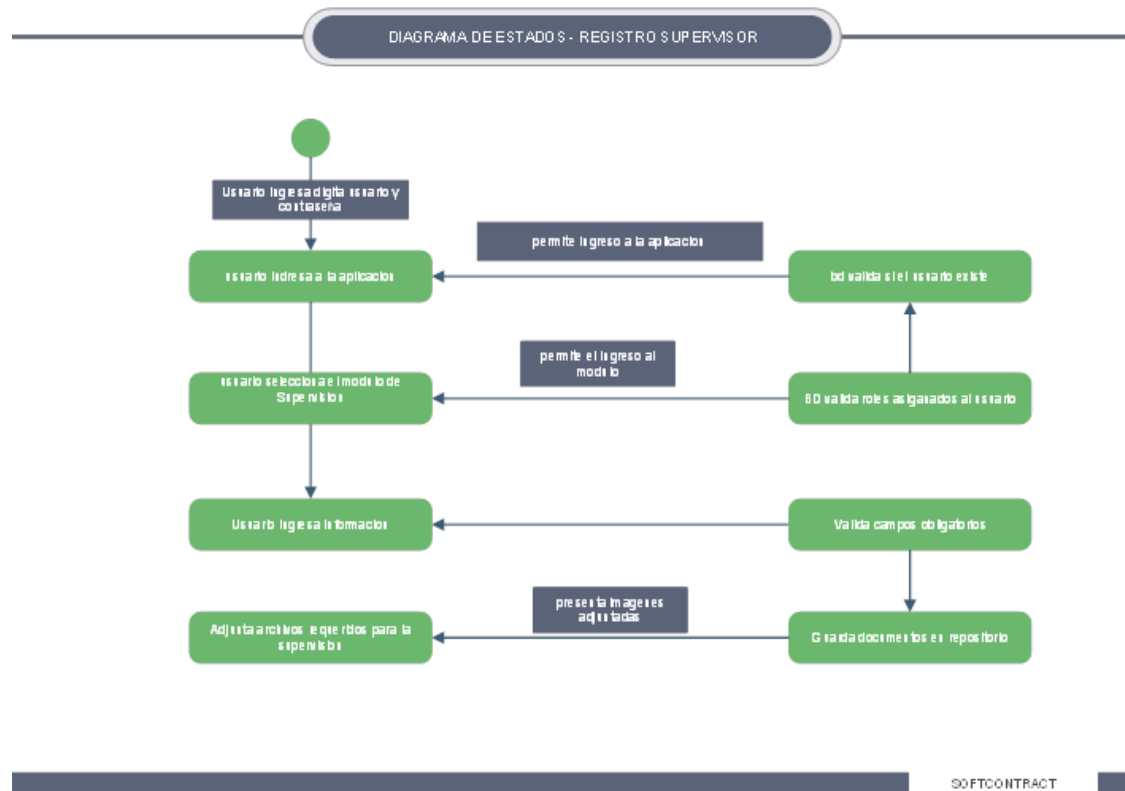 DIAGRAMA DE ESTADOS - REGISTRO SUPERVISOR
Usuario Ingresa digita usuario y
contraseña
permite Ingreso a la aplicacion
usuario Indresa a la aplicacion
bd valida si el usuario existe
permite el Ingreso al
modulo
usuario selecciona el modulo de
Supervision
BD valida roles asiganados al usuario
Usuario Ingresa Informacion
Valida campos obligatorios
presenta Imagenes
adjuntadas
Adjunta archivos requeridos para la
supervision
Guarda documentos en repositorio
SOFTCONTRACT